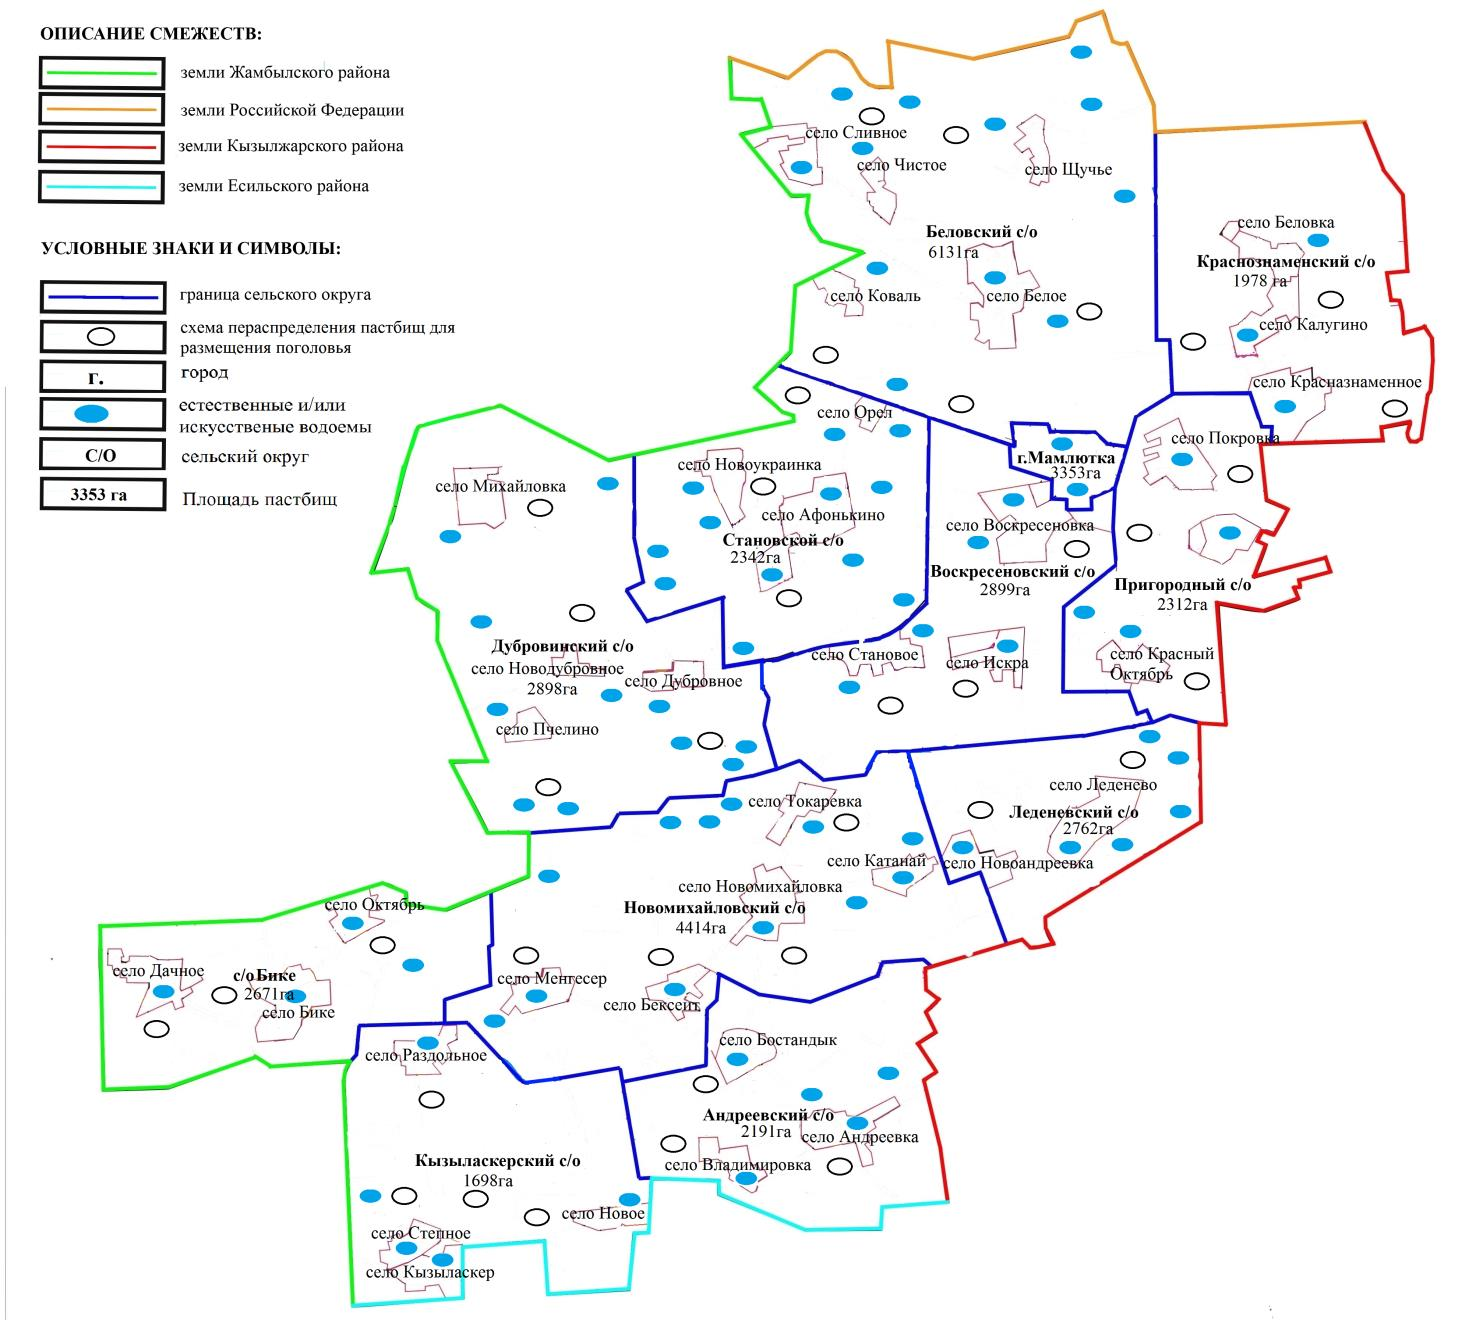 ОПИСАНИЕ СМЕЖЕСТВ:
земли Жамбылского района
земли Российской Федерации
земли Кызылжарского района
земли Есильского района
УСЛОВНЫЕ ЗНАКИ И СИМВОЛЫ:
граница сельского округа
схема перераспределения пастбищ для
размещения поголовья
г.
город
естественные и/или
искусственые водоемы
С/О
сельский округ
3353 га
Площадь пастбищ
село Сливное
село Чистое
село Щучье
Беловский с/о
6131га
село Коваль
село Белое
село Беловка
Краснознаменский с/о
1978 га
село Калугино
село Красназнаменное
село Орел
село Покровка
г.Мамлютка
3353га
село Новоукраинка
село Михайловка
село Афонькино
село Воскресеновка
Становской с/о
2342га
Воскресеновский с/о
2899га
Пригородный с/о
2312га
Дубровинский с/о
село Новодубровное
2898га
село Дубровное
село Становое
село Искра
село Красный
Октябрь
село Пчелино
село Токаревка
село Леденево
Леденевский с/о
2762га
село Катанай
село Новоандреевка
село Новомихайловка
Новомихайловский с/о
4414га
село Октябрь
село Дачное
с/о Бике
2671га
село Бике
село Менгесер
село Бексеит
село Раздольное
село Бостандык
Андреевский с/о
2191га
село Андреевка
село Владимировка
Кызыласкерский с/о
1698га
село Новое
село Степное
село Кызыласкер